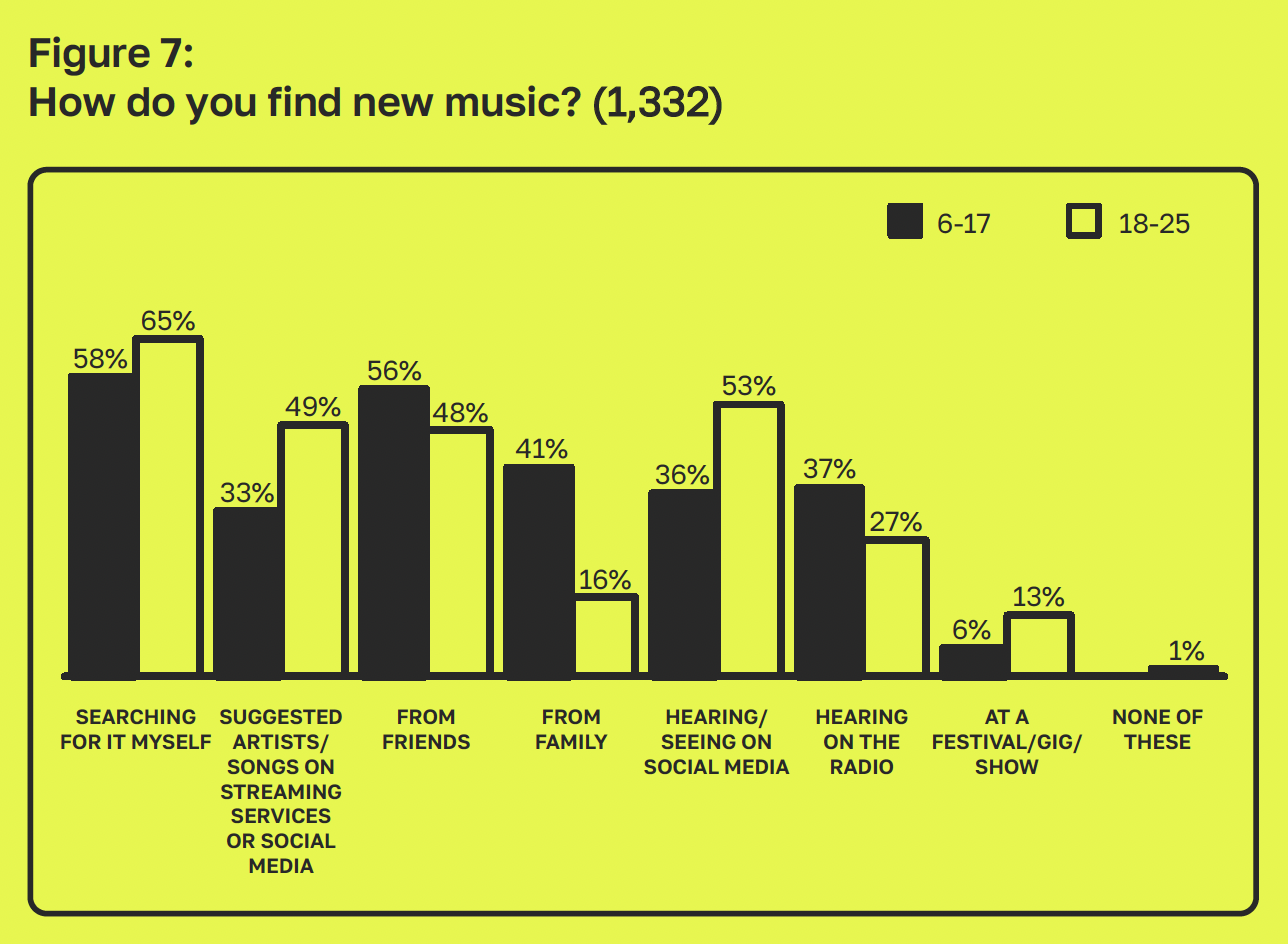 Figure 7:
How do you find new music? (1,332)
6-17
18-25
58%
65%
33%
49%
56%
48%
41%
16%
36%
53%
37%
27%
6%
13%
1%
SEARCHING
FOR IT MYSELF
SUGGESTED
ARTISTS/
SONGS ON
STREAMING
SERVICES
OR SOCIAL
MEDIA
FROM
FRIENDS
FROM
FAMILY
HEARING/
SEEING ON
SOCIAL MEDIA
HEARING
ON THE
RADIO
AT A
FESTIVAL/GIG/
SHOW
NONE OF
THESE